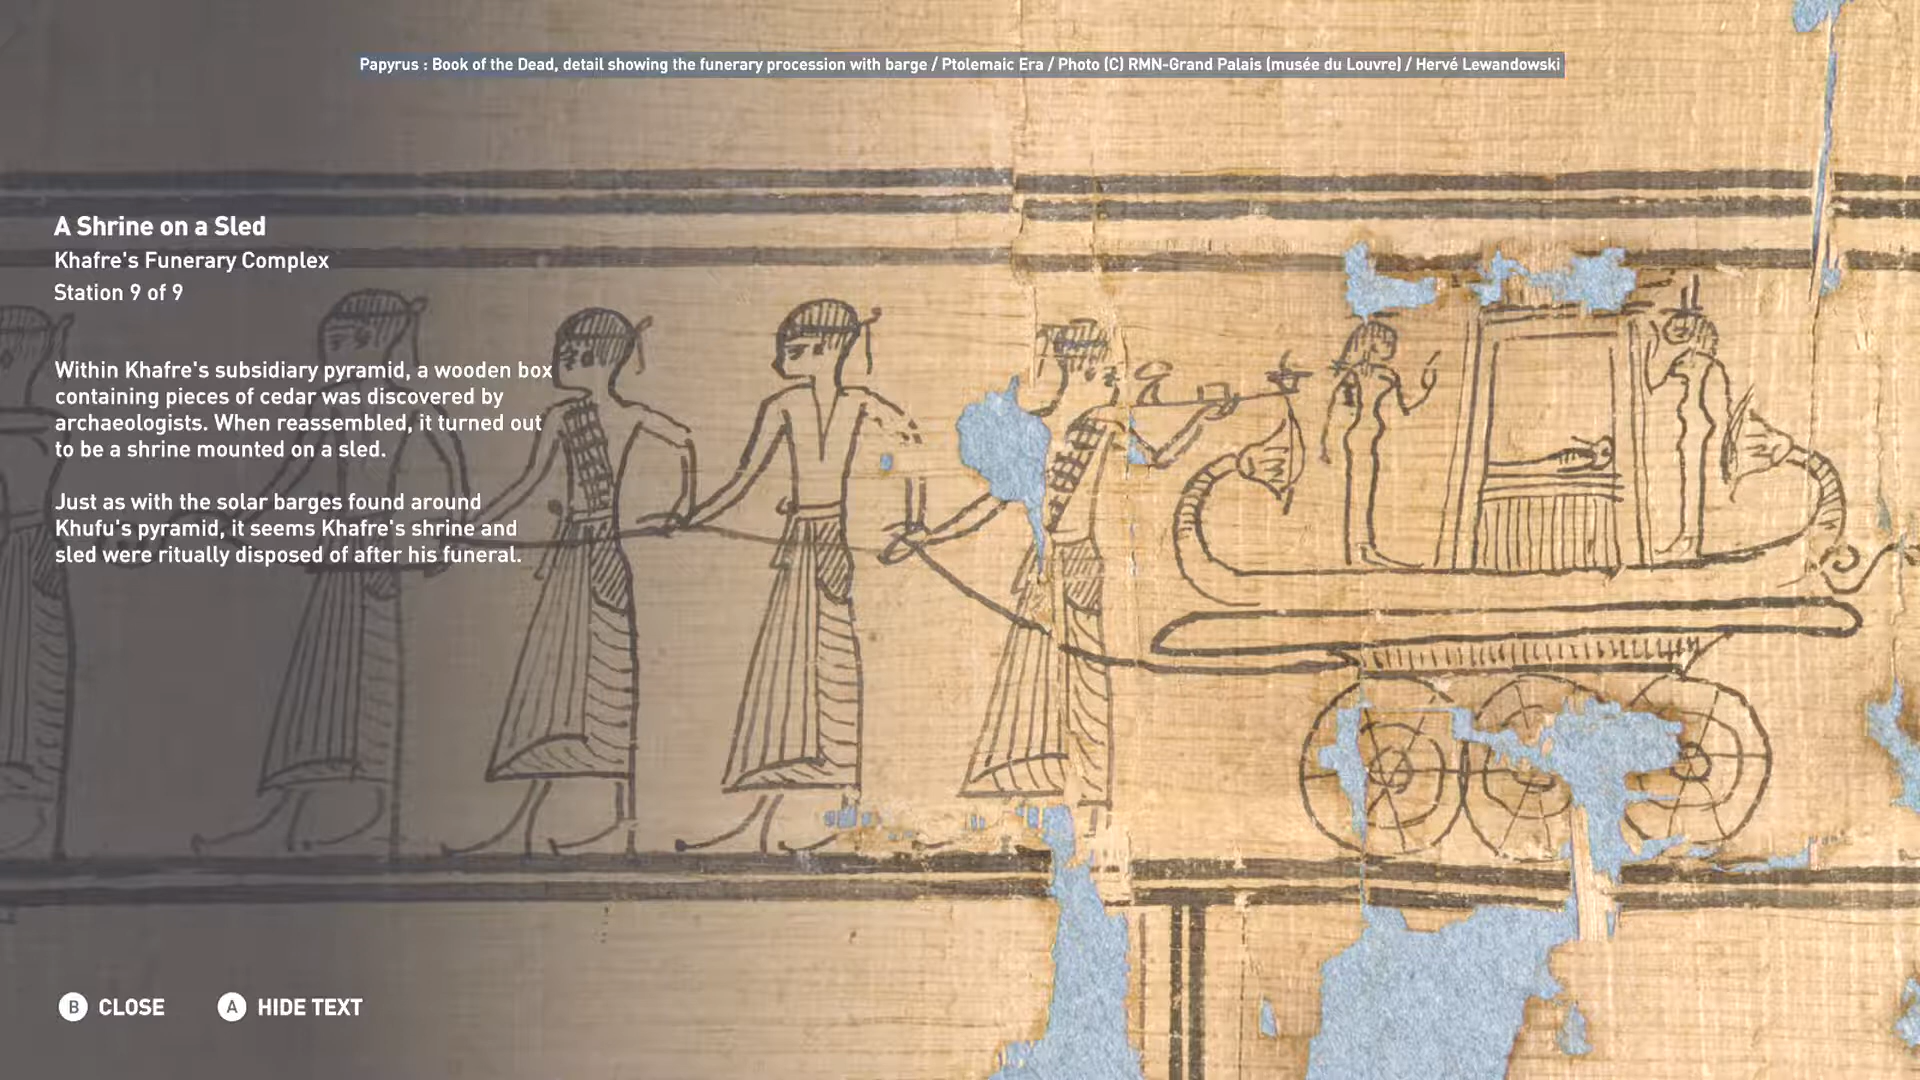 Papyrus : Book of the Dead, detail showing the funerary procession with barge / Ptolemaic Era / Photo (C) RMN-Grand Palais (musée du Louvre) / Hervé Lewandowski
A Shrine on a Sled
Khafre's Funerary Complex
Station 9 of 9
Within Khafre's subsidiary pyramid, a wooden box
containing pieces of cedar was discovered by
archaeologists. When reassembled, it turned out
to be a shrine mounted on a sled.
Just as with the solar barges found around
Khufu's pyramid, it seems Khafre's shrine and
sled were ritually disposed of after his funeral.
B CLOSE A HIDE TEXT